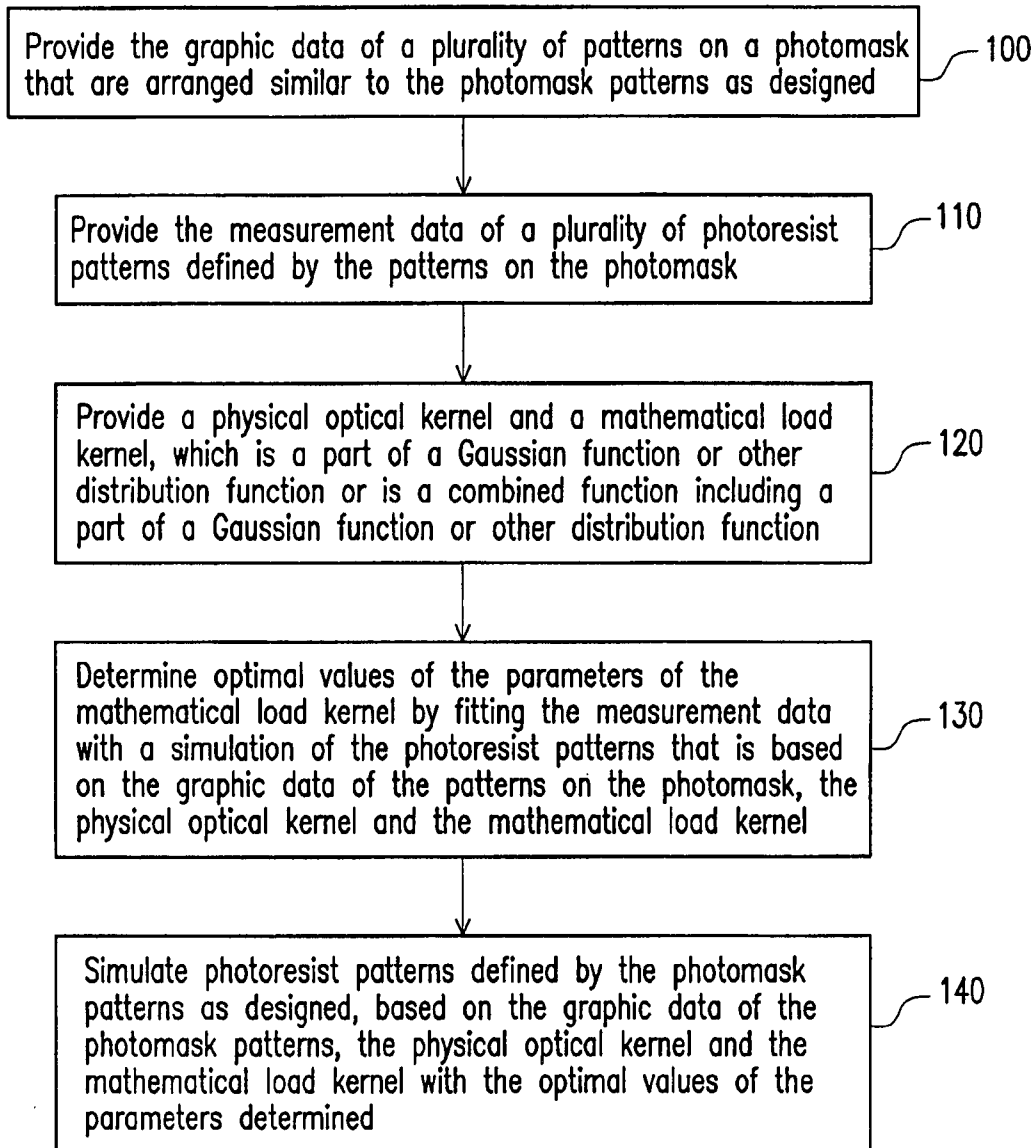 Provide the graphic data of a plurality of patterns on a photomask
that are arranged similar to the photomask patterns as designed
100
Provide the measurement data of a plurality of photoresist
patterns defined by the patterns on the photomask
110
Provide a physical optical kernel and a mathematical load
kernel, which is a part of a Gaussian function or other
distribution function or is a combined function including a
part of a Gaussian function or other distribution function
120
Determine optimal values of the parameters of the
mathematical load kernel by fitting the measurement data
with a simulation of the photoresist patterns that is based
on the graphic data of the patterns on the photomask, the
physical optical kernel and the mathematical load kernel
130
Simulate photoresist patterns defined by the photomask
patterns as designed, based on the graphic data of the
photomask patterns, the physical optical kernel and the
mathematical load kernel with the optimal values of the
parameters determined
140